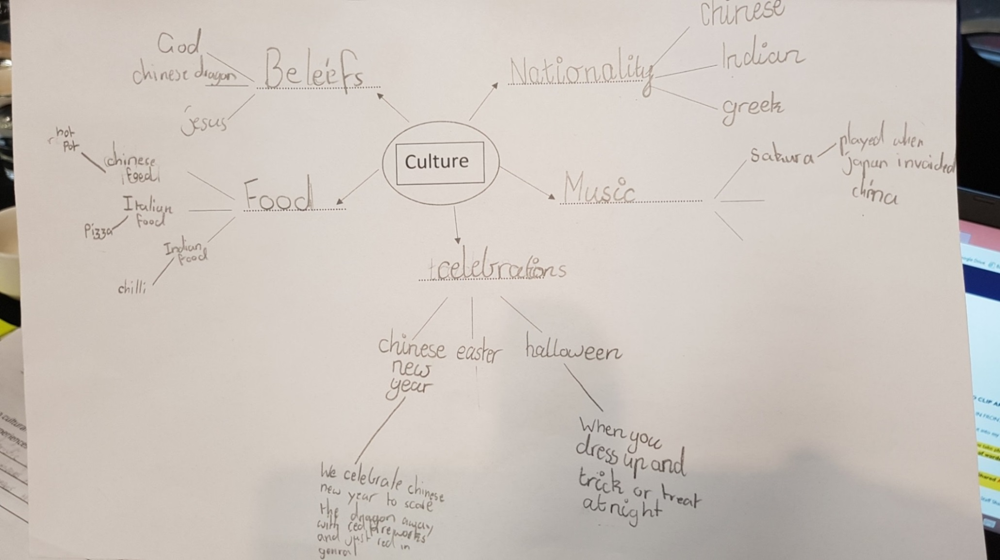 God
chinese dragon
jesus
Beleefs
Nationality
chinese
Indian
greek
Culture
hot
Pot
chinese
food
Italian
food
Pizza
Indian
food
chilli
Food
Music
sakura
played when
japan invaided
china
celebrations
chinese
new
year
easter
halloween
We celebrate chinese
new year to scare
the dragon away
with red fireworks
and just red in
genral
When you
dress up and
trick or treat
at night
cultural
CLIP